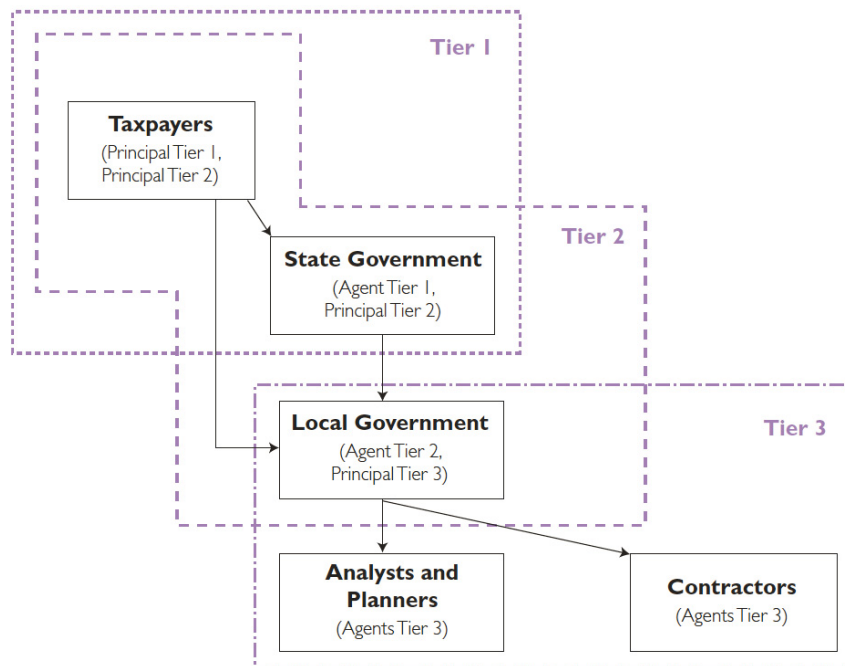 Tier 1
Taxpayers
(Principal Tier 1,
Principal Tier 2)
Tier 2
State Government
(Agent Tier 1,
Principal Tier 2)
Local Government
(Agent Tier 2,
Principal Tier 3)
Tier 3
Analysts and
Planners
(Agents Tier 3)
Contractors
(Agents Tier 3)